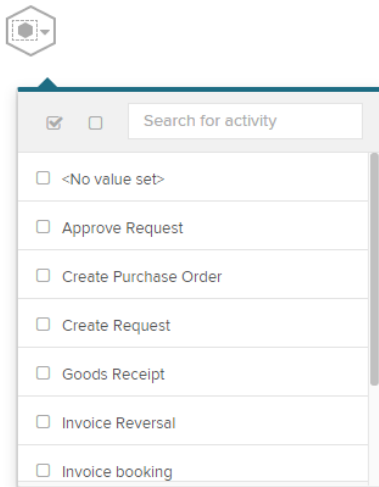 Search for activity
<No value set>
Approve Request
Create Purchase Order
Create Request
Goods Receipt
Invoice Reversal
Invoice booking